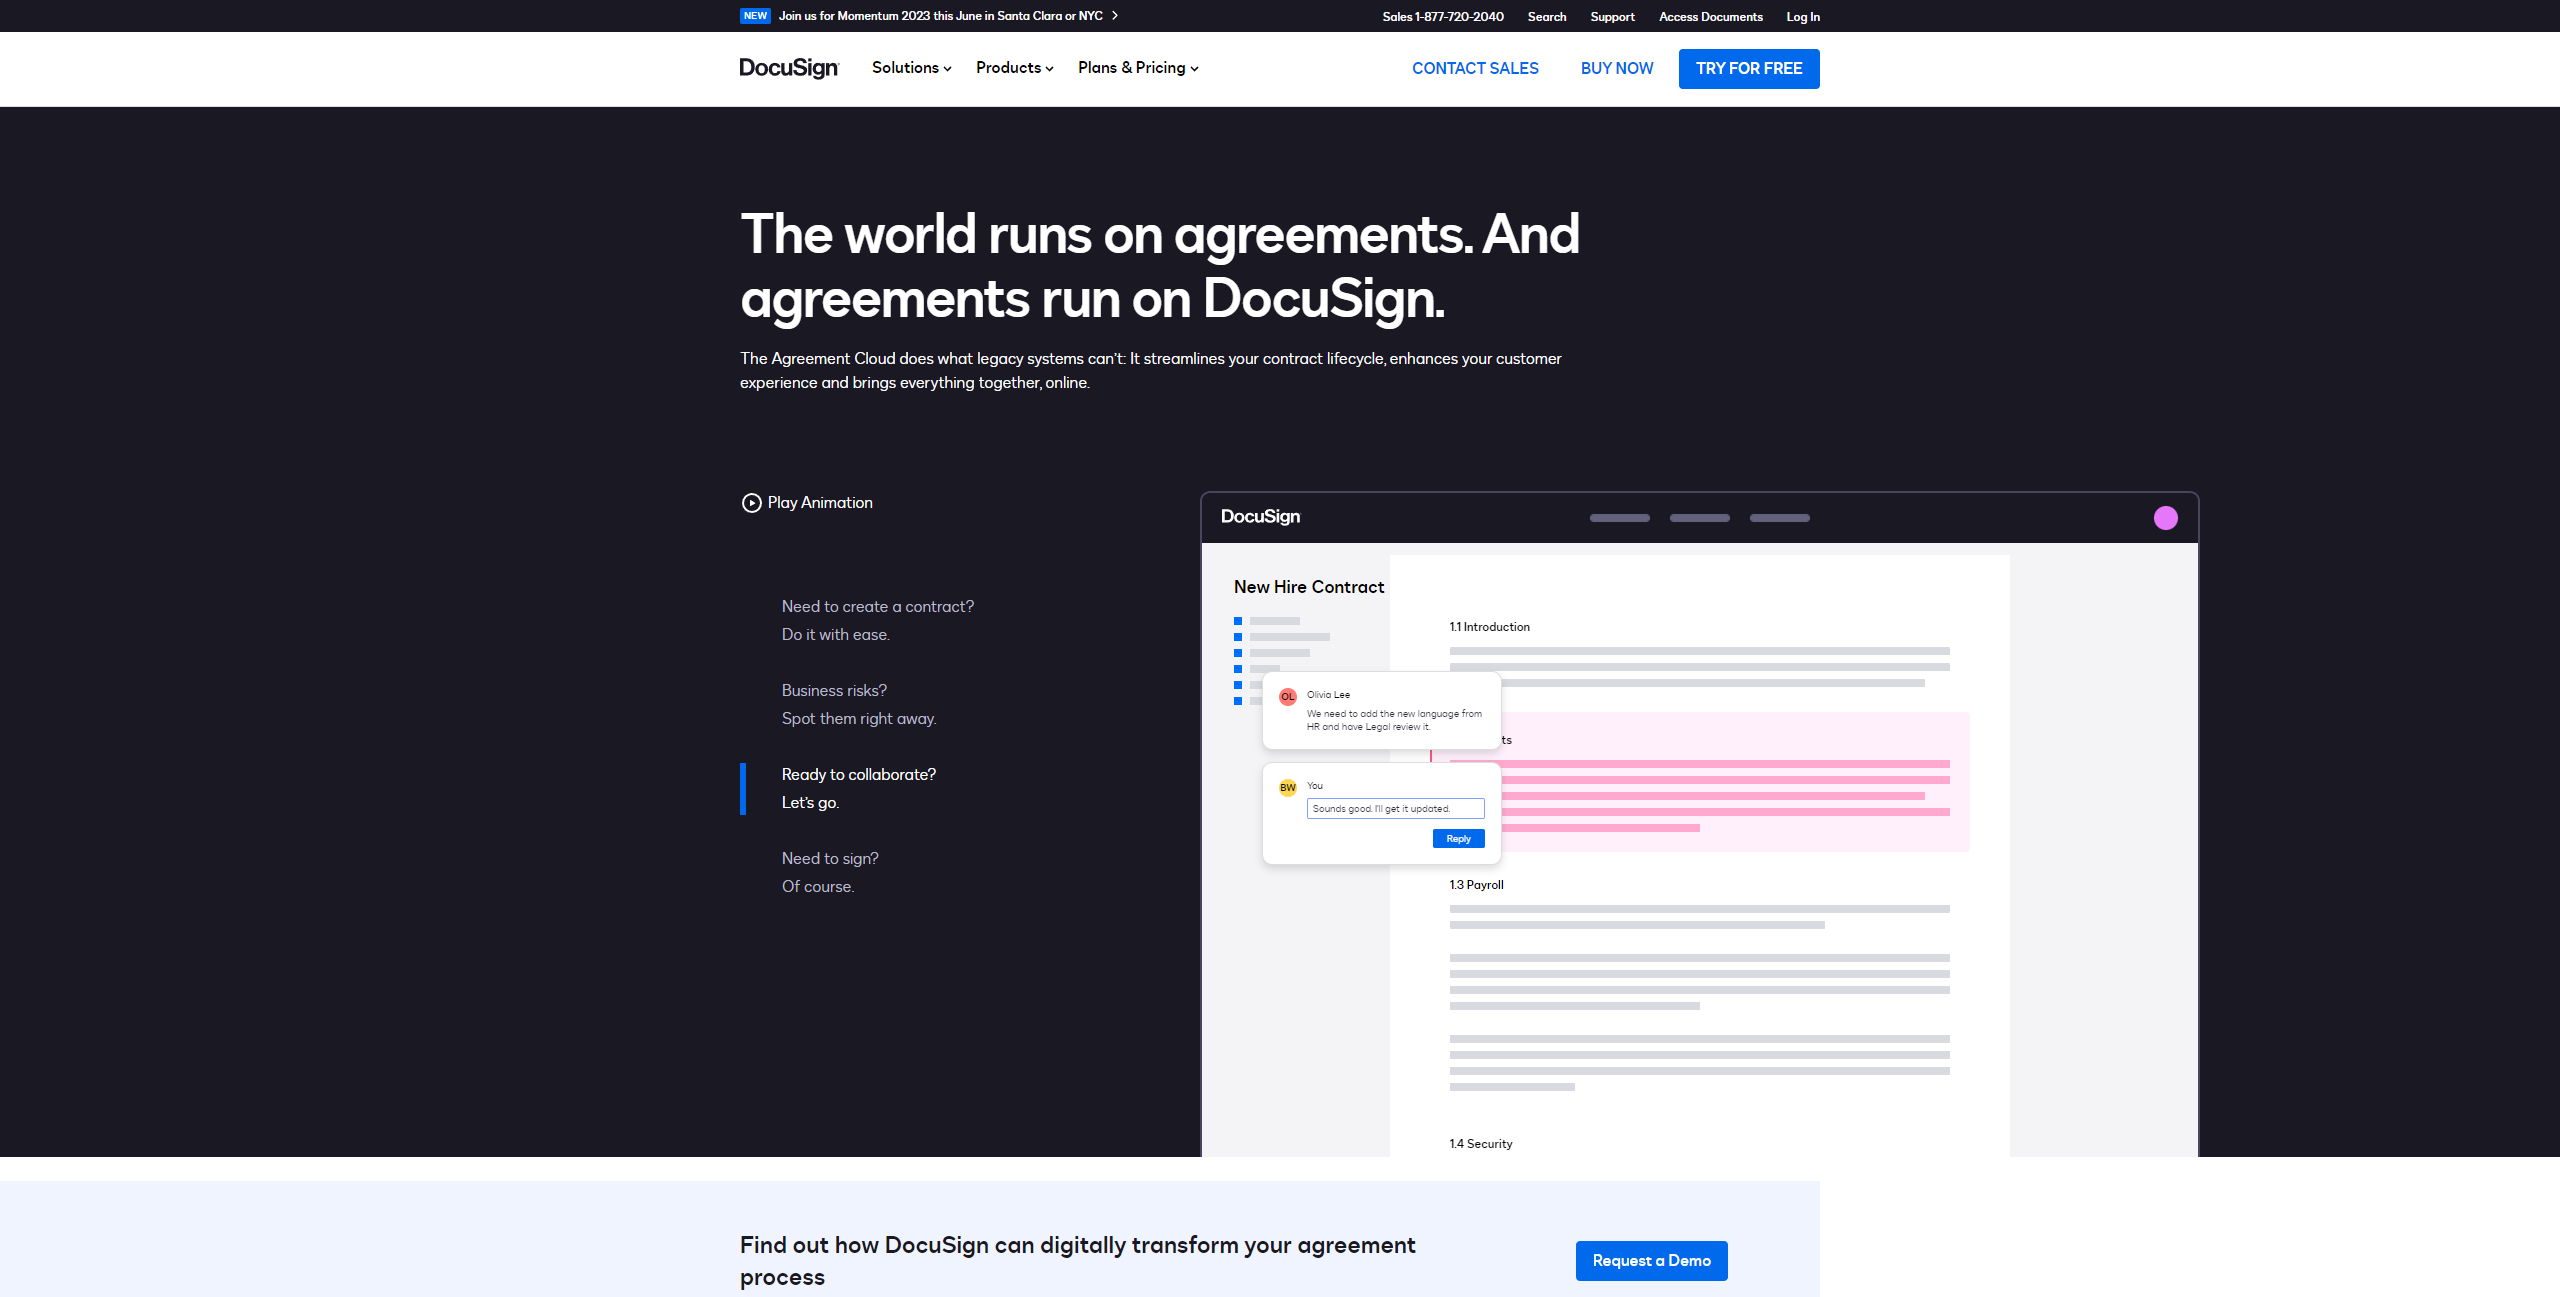 NEW Join us for Momentum 2023 this June in Santa Clara or NYC
Sales 1-877-720-2040 Search Support Access Documents Log In
DocuSign Solutions Products Plans & Pricing CONTACT SALES BUY NOW TRY FOR FREE
The world runs on agreements. And
agreements run on DocuSign.
The Agreement Cloud does what legacy systems can't: It streamlines your contract lifecycle, enhances your customer
experience and brings everything together, online.
Play Animation
Need to create a contract?
Do it with ease.
Business risks?
Spot them right away.
Ready to collaborate?
Let's go.
Need to sign?
Of course.
DocuSign
New Hire Contract
1.1 Introduction
OL Olivia Lee
We need to add the new language from
HR and have Legal review it.
ts
BW You
Sounds good. I'll get it updated.
Reply
1.3 Payroll
1.4 Security
Find out how DocuSign can digitally transform your agreement
process
Request a Demo